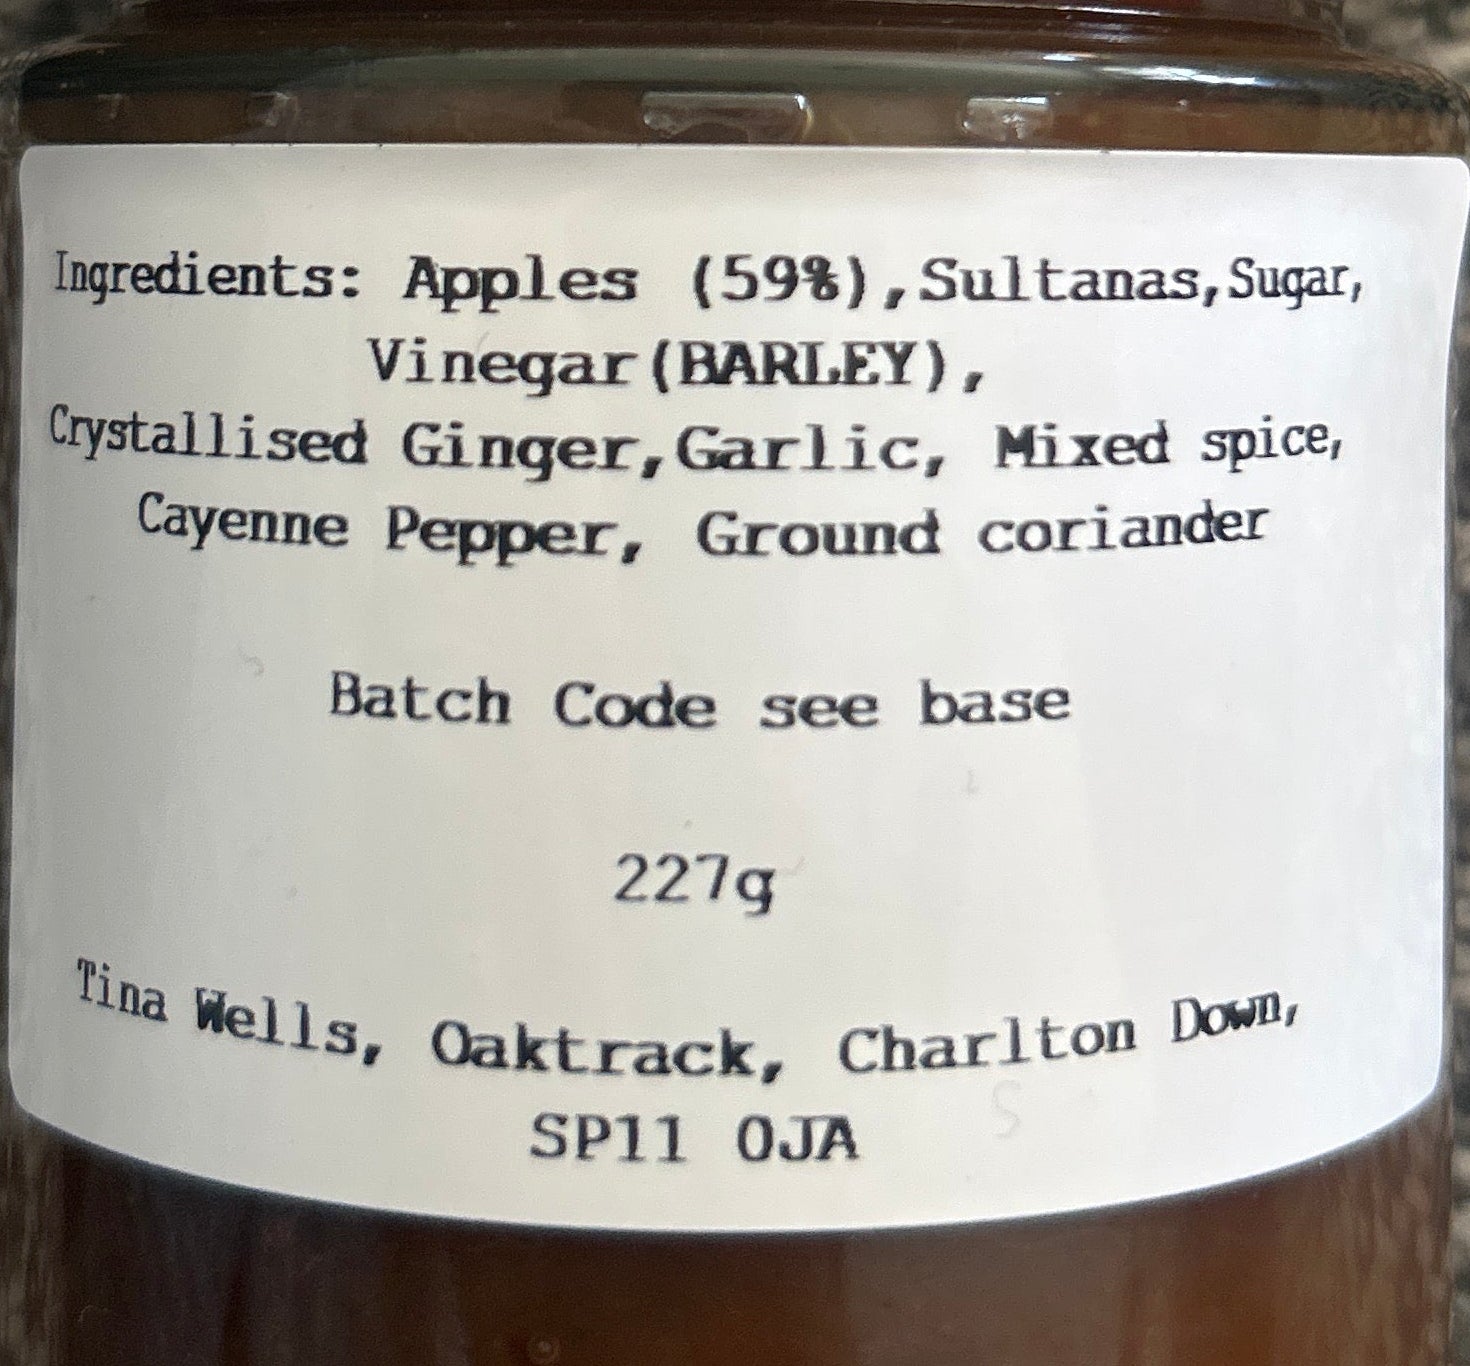 Ingredients: Apples (59%),Sultanas,Sugar,
Vinegar(BARLEY),
Crystallised Ginger,Garlic, Mixed spice,
Cayenne Pepper, Ground coriander
Batch Code see base
227g
Tina Wells, Oaktrack, Charlton Down,
SP11 0JA